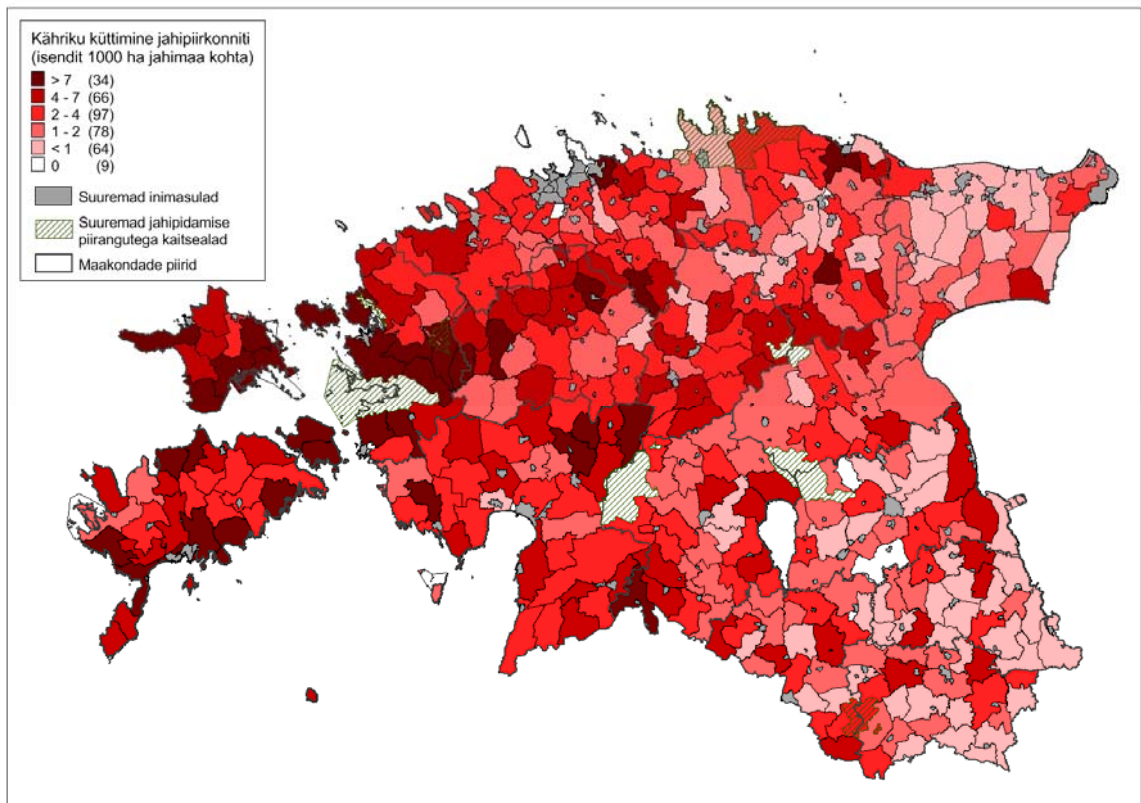 Kähriku küttimine jahipiirkonniti
(isendit 1000 ha jahimaa kohta)
> 7 (34)
4 - 7 (66)
2 - 4 (97)
1 - 2 (78)
< 1 (64)
0 (9)
Suuremad inimasulad
Suuremad jahipidamise
piirangutega kaitsealad
Maakondade piirid